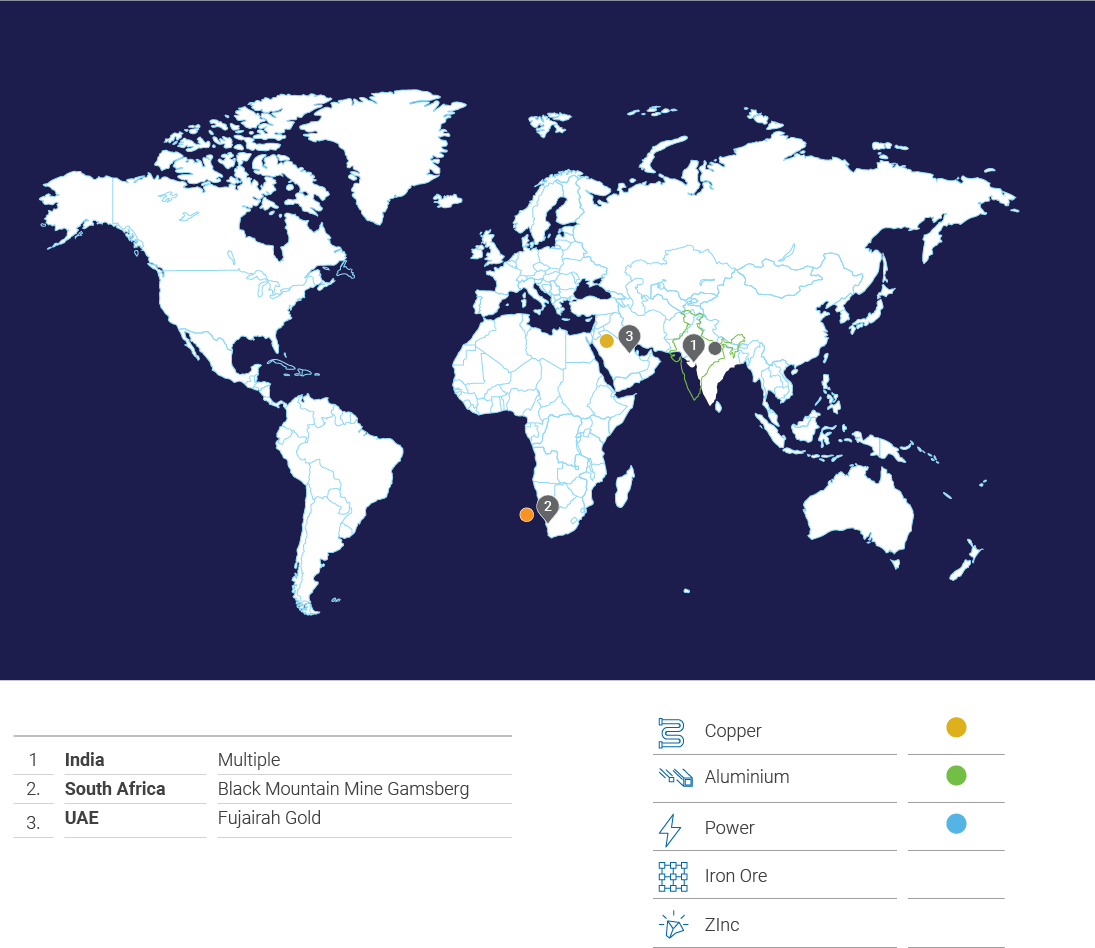 3
1
2
1 India Multiple
2. South Africa Black Mountain Mine Gamsberg
3. UAE Fujairah Gold
Copper
Aluminium
Power
Iron Ore
ZInc